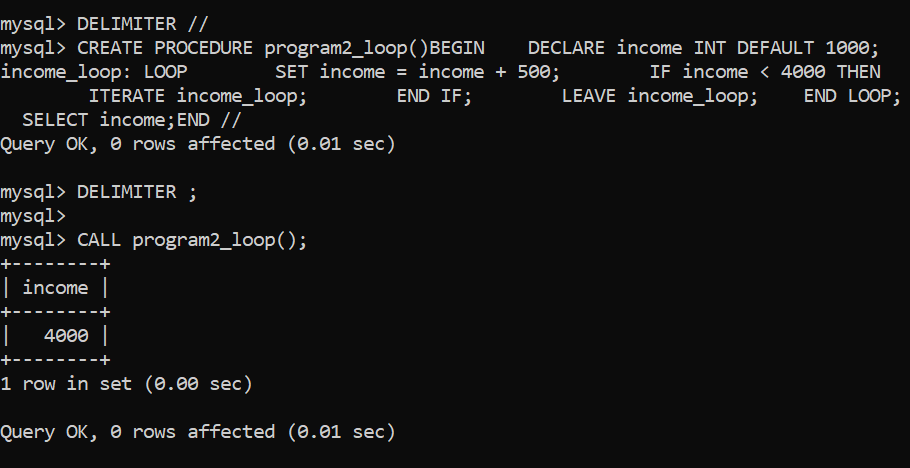 mysql> DELIMITER //
mysql> CREATE PROCEDURE program2_loop()BEGIN    DECLARE income INT DEFAULT 1000;
income_loop: LOOP        SET income = income + 500;        IF income < 4000 THEN
        ITERATE income_loop;        END IF;        LEAVE income_loop;    END LOOP;
  SELECT income;END //
Query OK, 0 rows affected (0.01 sec)

mysql> DELIMITER ;
mysql>
mysql> CALL program2_loop();
+--------+
| income |
+--------+
|   4000 |
+--------+
1 row in set (0.00 sec)

Query OK, 0 rows affected (0.01 sec)